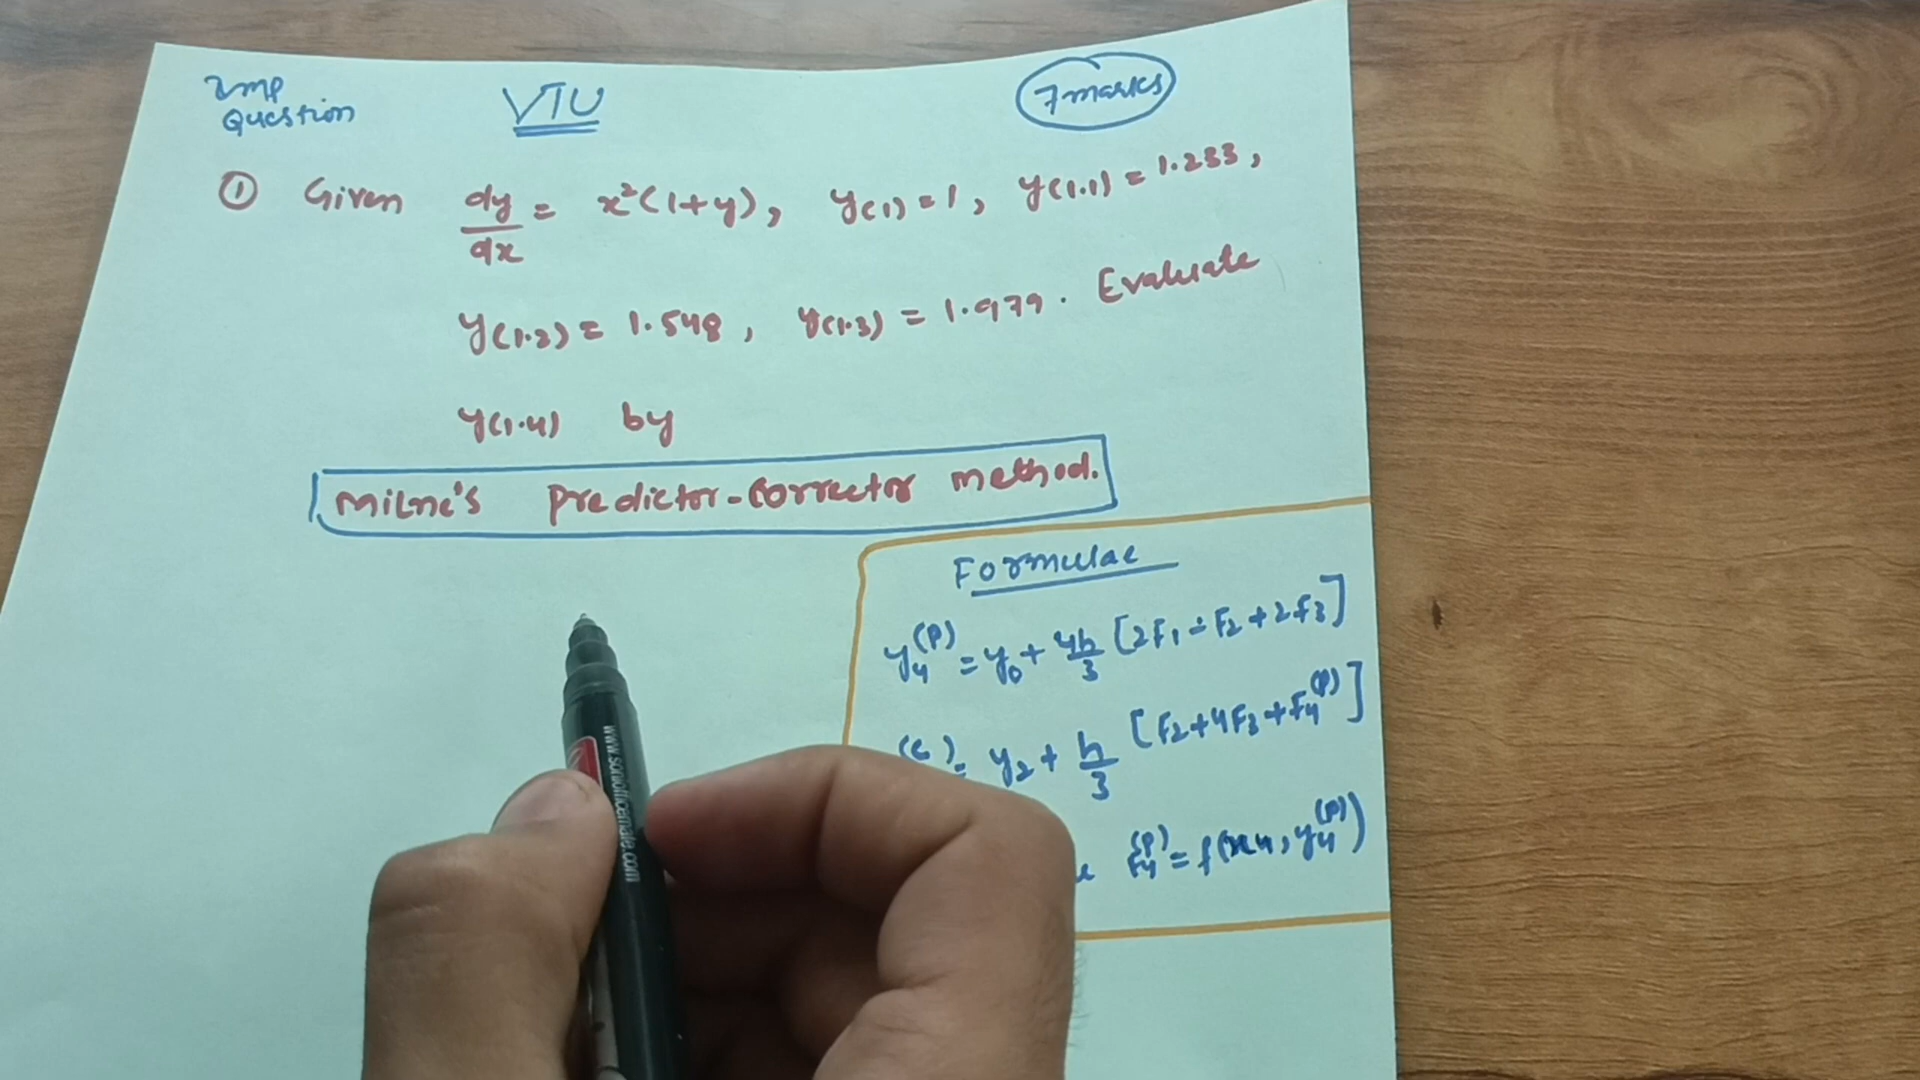 Imp
Question
VTU
7 marks
① Given dy/dx = x²(1+y), y(1) = 1, y(1.1) = 1.233,
y(1.2) = 1.548, y(1.3) = 1.979. Evaluate
y(1.4) by
Milne's predictor-corrector method.
Formulae
y₄^(P) = y₀ + 4h/3 [2F₁ - F₂ + 2F₃]
(c) = y₂ + h/3 [F₂ + 4F₃ + F₄^(P)]
F₄^(P) = f(x₄, y₄^(P))
www.soniofficemate.com